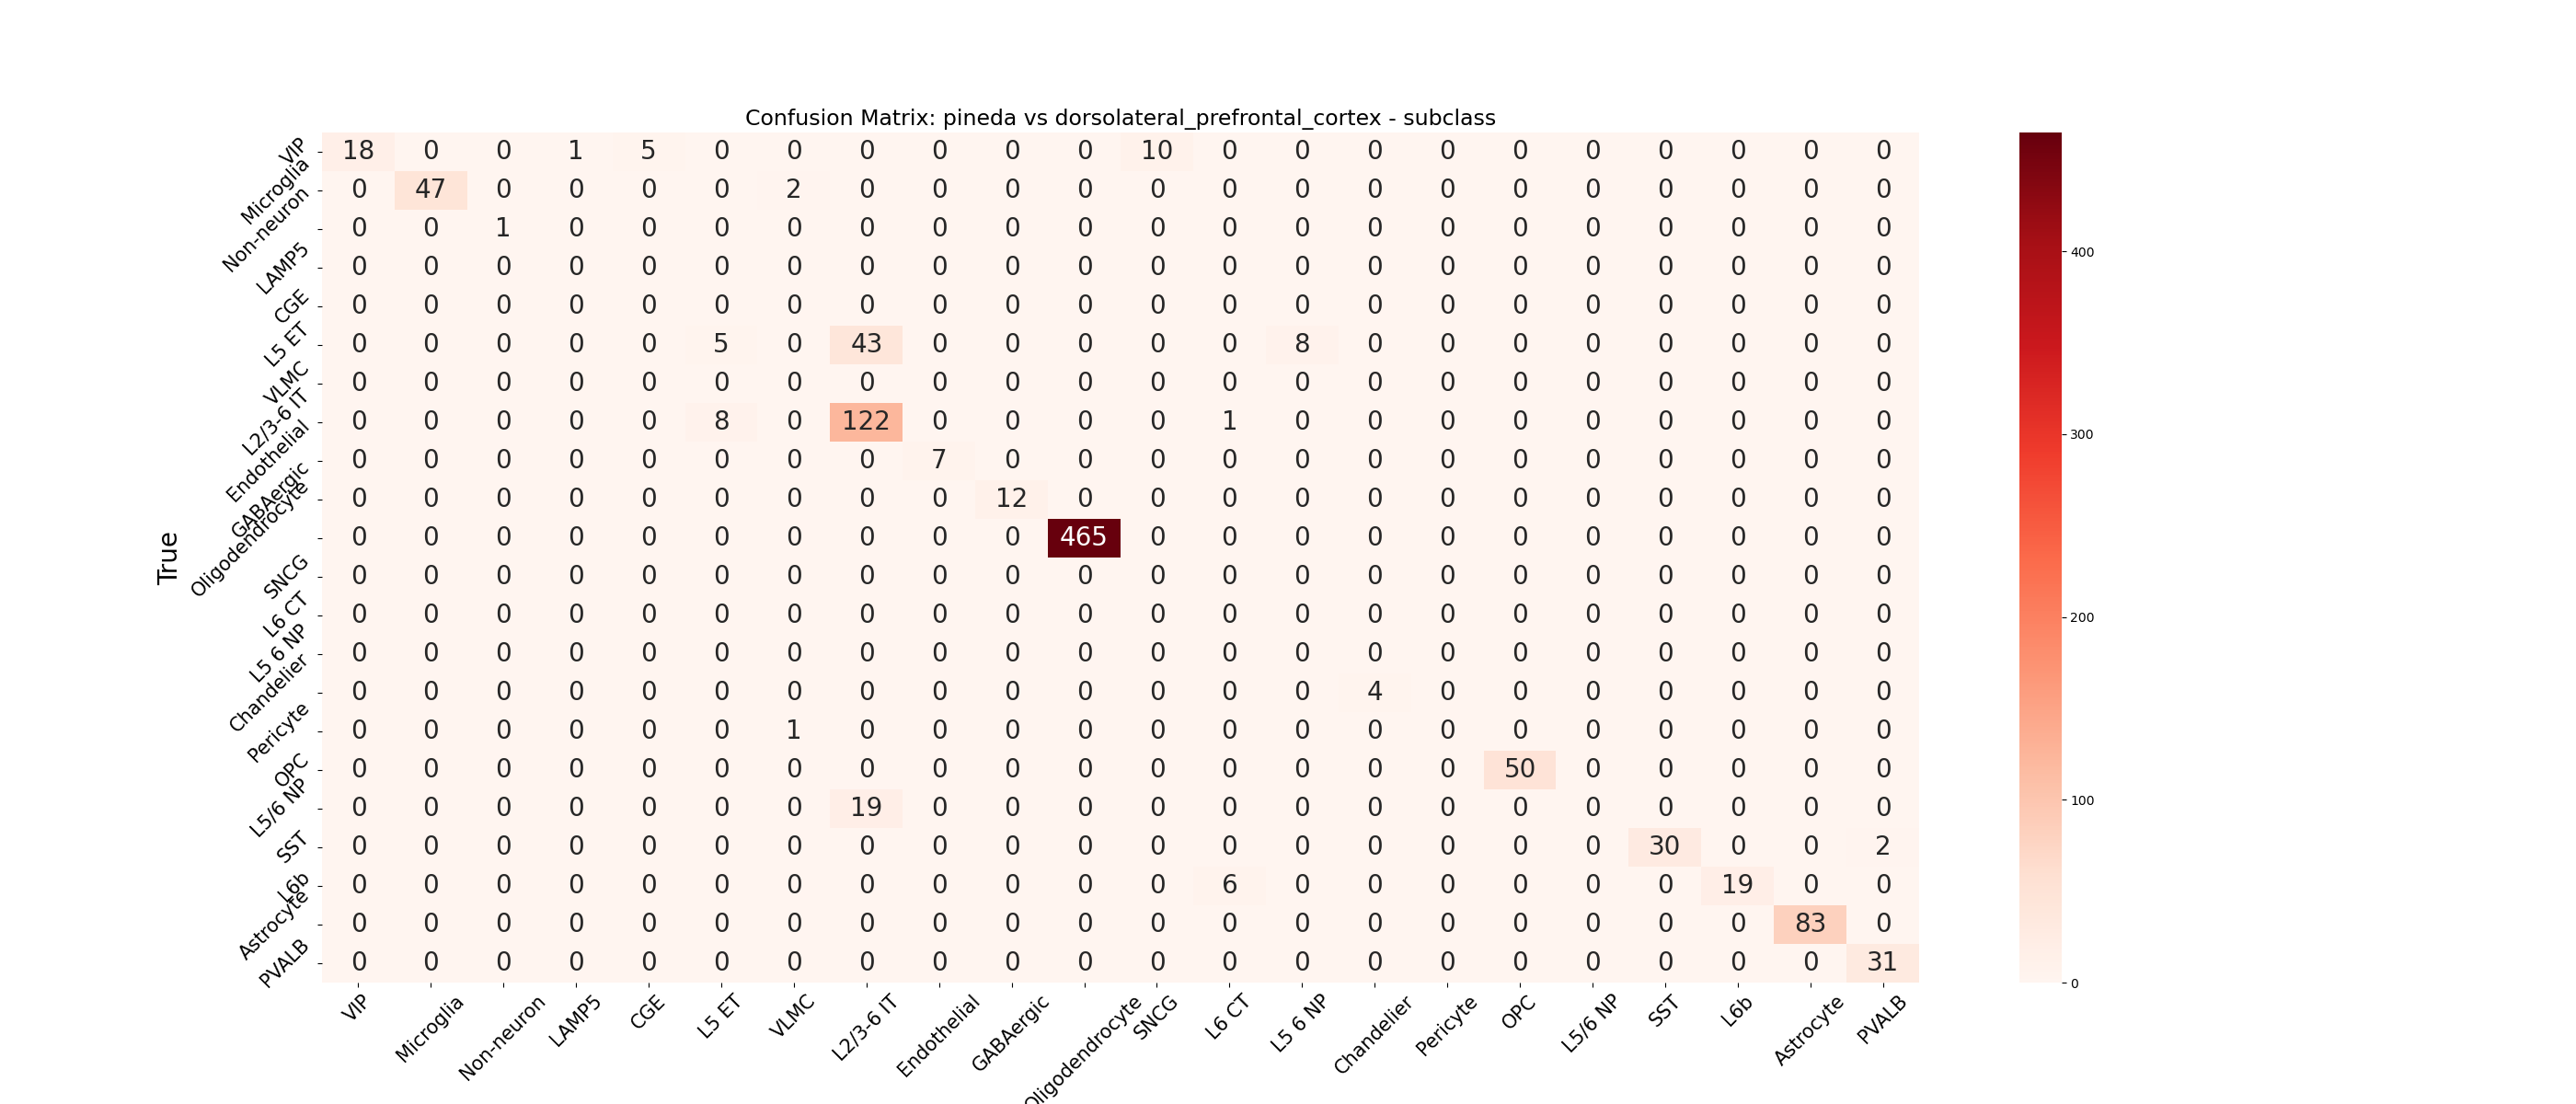 Confusion Matrix: pineda vs dorsolateral_prefrontal_cortex - subclass
True
VIP 18 0 0 1 5 0 0 0 0 0 0 10 0 0 0 0 0 0 0 0 0 0
Microglia 0 47 0 0 0 0 2 0 0 0 0 0 0 0 0 0 0 0 0 0 0 0
Non-neuron 0 0 1 0 0 0 0 0 0 0 0 0 0 0 0 0 0 0 0 0 0 0
LAMP5 0 0 0 0 0 0 0 0 0 0 0 0 0 0 0 0 0 0 0 0 0 0
CGE 0 0 0 0 0 0 0 0 0 0 0 0 0 0 0 0 0 0 0 0 0 0
L5 ET 0 0 0 0 0 5 0 43 0 0 0 0 0 8 0 0 0 0 0 0 0 0
VLMC 0 0 0 0 0 0 0 0 0 0 0 0 0 0 0 0 0 0 0 0 0 0
L2/3-6 IT 0 0 0 0 0 8 0 122 0 0 0 0 1 0 0 0 0 0 0 0 0 0
Endothelial 0 0 0 0 0 0 0 0 7 0 0 0 0 0 0 0 0 0 0 0 0 0
GABAergic 0 0 0 0 0 0 0 0 0 12 0 0 0 0 0 0 0 0 0 0 0 0
Oligodendrocyte 0 0 0 0 0 0 0 0 0 0 465 0 0 0 0 0 0 0 0 0 0 0
SNCG 0 0 0 0 0 0 0 0 0 0 0 0 0 0 0 0 0 0 0 0 0 0
L6 CT 0 0 0 0 0 0 0 0 0 0 0 0 0 0 0 0 0 0 0 0 0 0
L5 6 NP 0 0 0 0 0 0 0 0 0 0 0 0 0 0 0 0 0 0 0 0 0 0
Chandelier 0 0 0 0 0 0 0 0 0 0 0 0 0 0 4 0 0 0 0 0 0 0
Pericyte 0 0 0 0 0 0 1 0 0 0 0 0 0 0 0 0 0 0 0 0 0 0
OPC 0 0 0 0 0 0 0 0 0 0 0 0 0 0 0 0 50 0 0 0 0 0
L5/6 NP 0 0 0 0 0 0 0 19 0 0 0 0 0 0 0 0 0 0 0 0 0 0
SST 0 0 0 0 0 0 0 0 0 0 0 0 0 0 0 0 0 0 30 0 0 2
L6b 0 0 0 0 0 0 0 0 0 0 0 0 6 0 0 0 0 0 0 19 0 0
Astrocyte 0 0 0 0 0 0 0 0 0 0 0 0 0 0 0 0 0 0 0 0 83 0
PVALB 0 0 0 0 0 0 0 0 0 0 0 0 0 0 0 0 0 0 0 0 0 31
VIP Microglia Non-neuron LAMP5 CGE L5 ET VLMC L2/3-6 IT Endothelial GABAergic Oligodendrocyte SNCG L6 CT L5 6 NP Chandelier Pericyte OPC L5/6 NP SST L6b Astrocyte PVALB
400
300
200
100
0